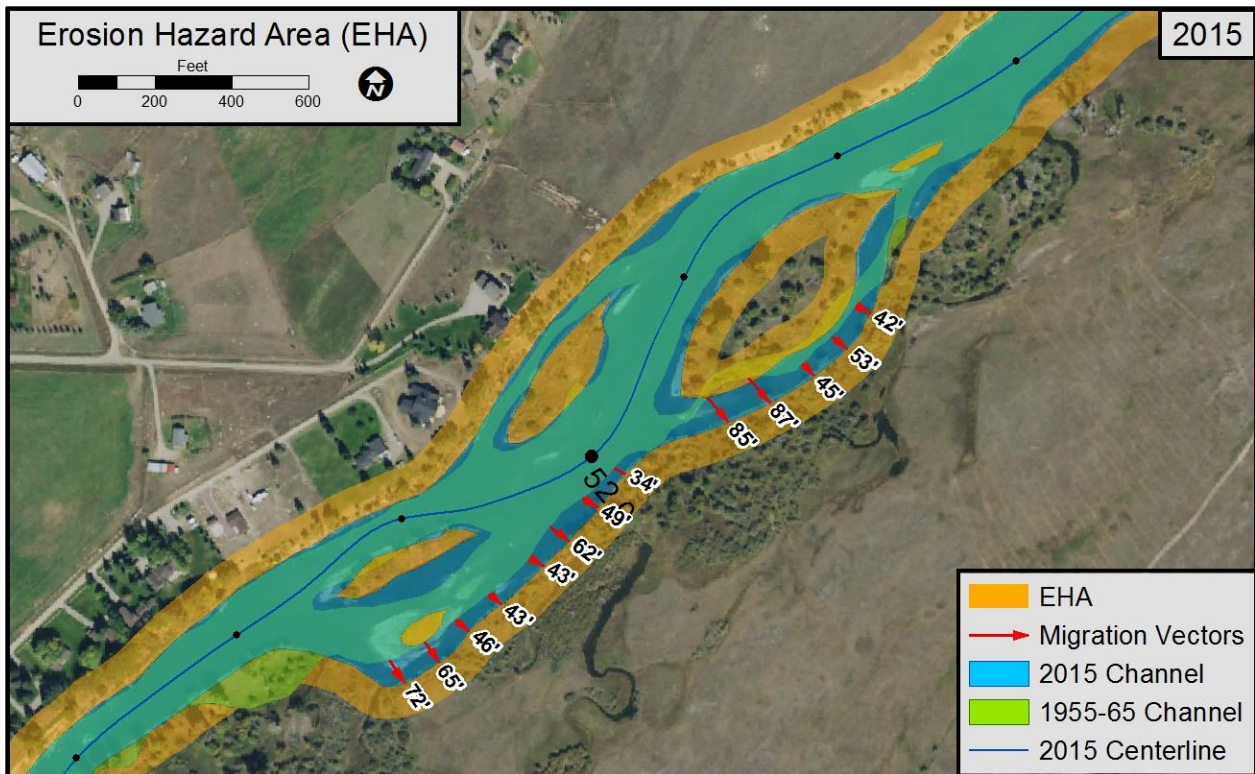 Erosion Hazard Area (EHA)
Feet
0 200 400 600
N
2015
42'
53'
45'
87'
85'
34'
49'
62'
43'
43'
46'
65'
72'
EHA
Migration Vectors
2015 Channel
1955-65 Channel
2015 Centerline